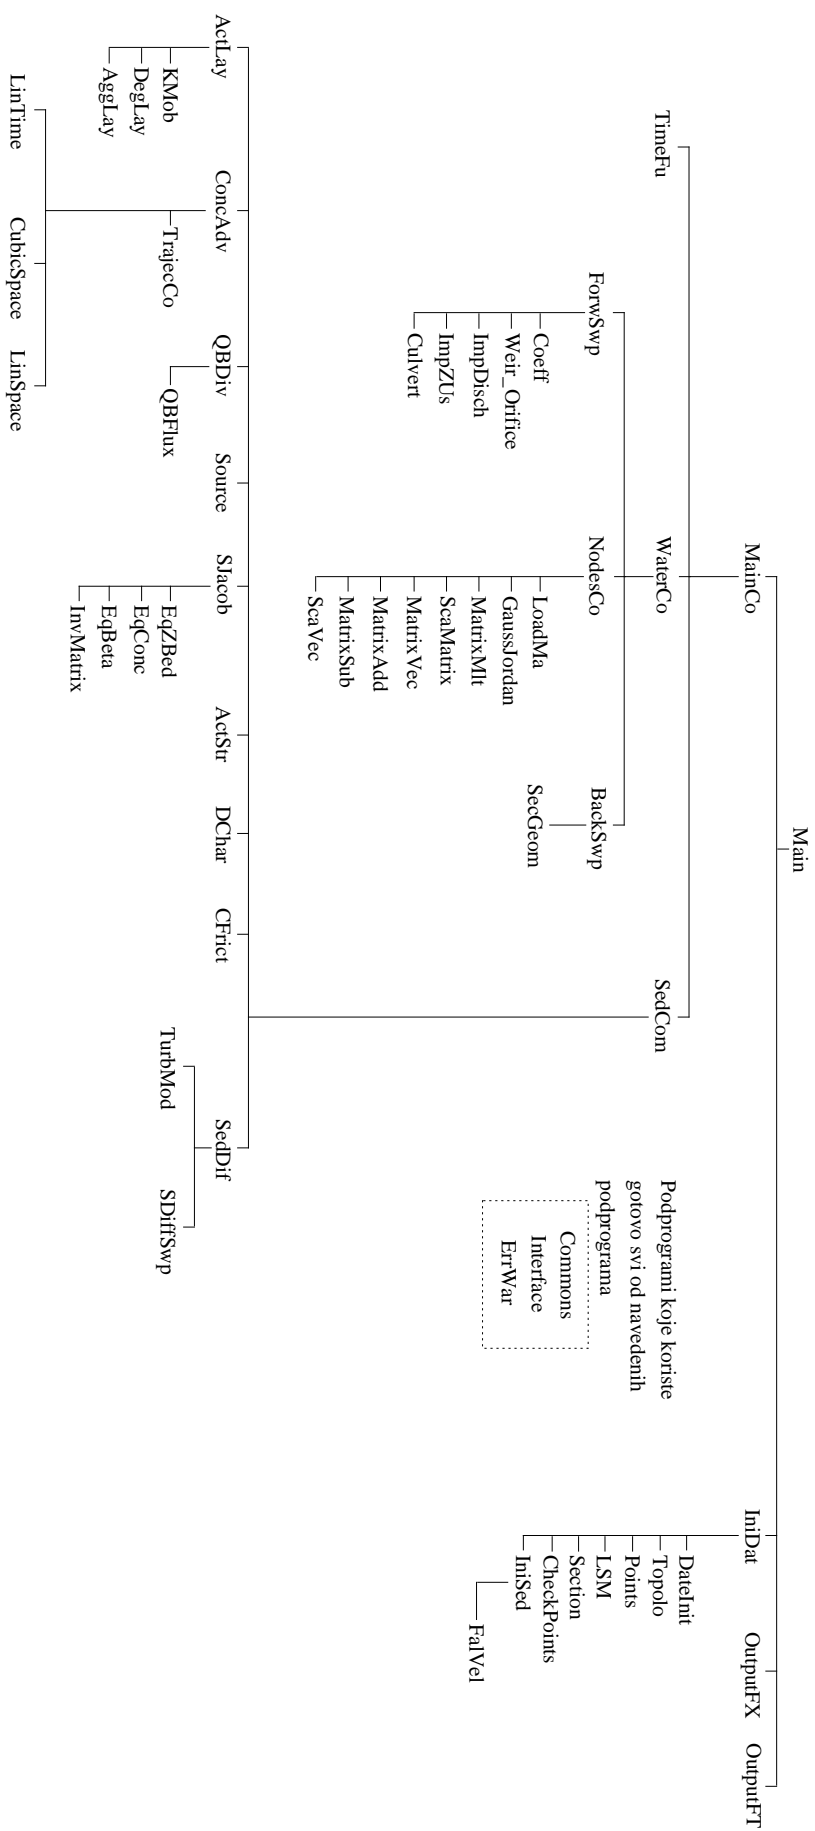 Main
MainCo
IniDat
OutputFX
OutputFT
TimeFu
WaterCo
SedCom
DateInit
Topolo
Points
LSM
Section
CheckPoints
IniSed
FalVel
Podprogrami koje koriste
gotovo svi od navedenih
podprograma
Commons
Interface
ErrWar
ForwSwp
NodesCo
BackSwp
Coeff
Weir_Orifice
ImpDisch
ImpZUs
Culvert
LoadMa
GaussJordan
MatrixMlt
ScaMatrix
MatrixVec
MatrixAdd
MatrixSub
ScaVec
SecGeom
ActLay
ConcAdv
QBDiv
Source
SJacob
ActStr
DChar
CFrict
SedDif
KMob
DegLay
AggLay
TrajecCo
QBFlux
EqZBed
EqConc
EqBeta
InvMatrix
TurbMod
SDiffSwp
LinTime
CubicSpace
LinSpace